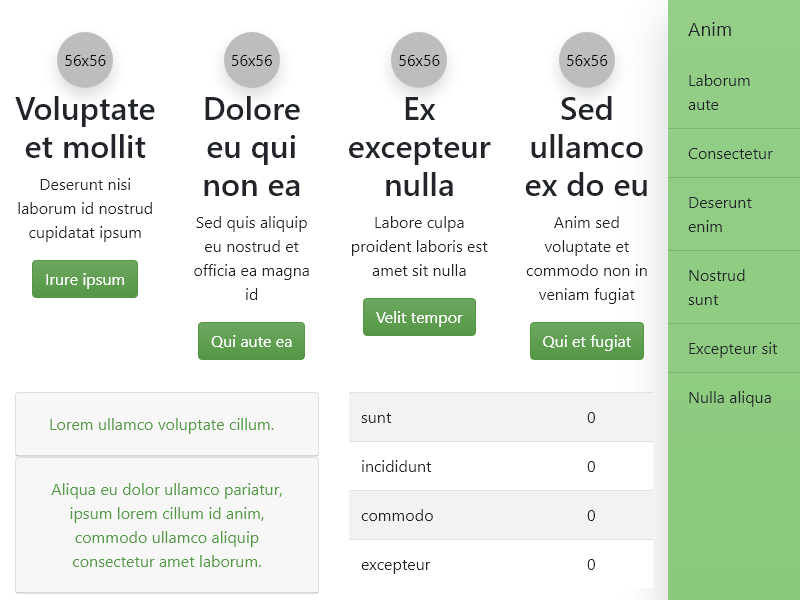 56x56
Voluptate
et mollit
Deserunt nisi
laborum id nostrud
cupidatat ipsum
Irure ipsum
56x56
Dolore
eu qui
non ea
Sed quis aliquip
eu nostrud et
officia ea magna
id
Qui aute ea
56x56
Ex
excepteur
nulla
Labore culpa
proident laboris est
amet sit nulla
Velit tempor
56x56
Sed
ullamco
ex do eu
Anim sed
voluptate et
commodo non in
veniam fugiat
Qui et fugiat
Lorem ullamco voluptate cillum.
Aliqua eu dolor ullamco pariatur,
ipsum lorem cillum id anim,
commodo ullamco aliquip
consectetur amet laborum.
sunt 0
incididunt 0
commodo 0
excepteur 0
Anim
Laborum
aute
Consectetur
Deserunt
enim
Nostrud
sunt
Excepteur sit
Nulla aliqua